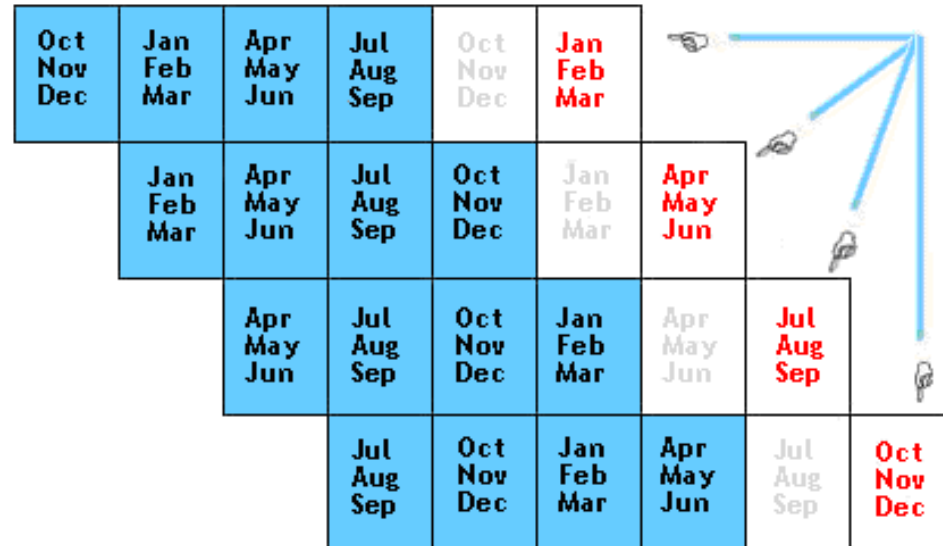 Oct Jan Apr Jul Oct Jan
Nov Feb May Aug Nov Feb
Dec Mar Jun Sep Dec Mar
Jan Apr Jul Oct Jan Apr
Feb May Aug Nov Feb May
Mar Jun Sep Dec Mar Jun
Apr Jul Oct Jan Apr Jul
May Aug Nov Feb May Aug
Jun Sep Dec Mar Jun Sep
Jul Oct Jan Apr Jul Oct
Aug Nov Feb May Aug Nov
Sep Dec Mar Jun Sep Dec